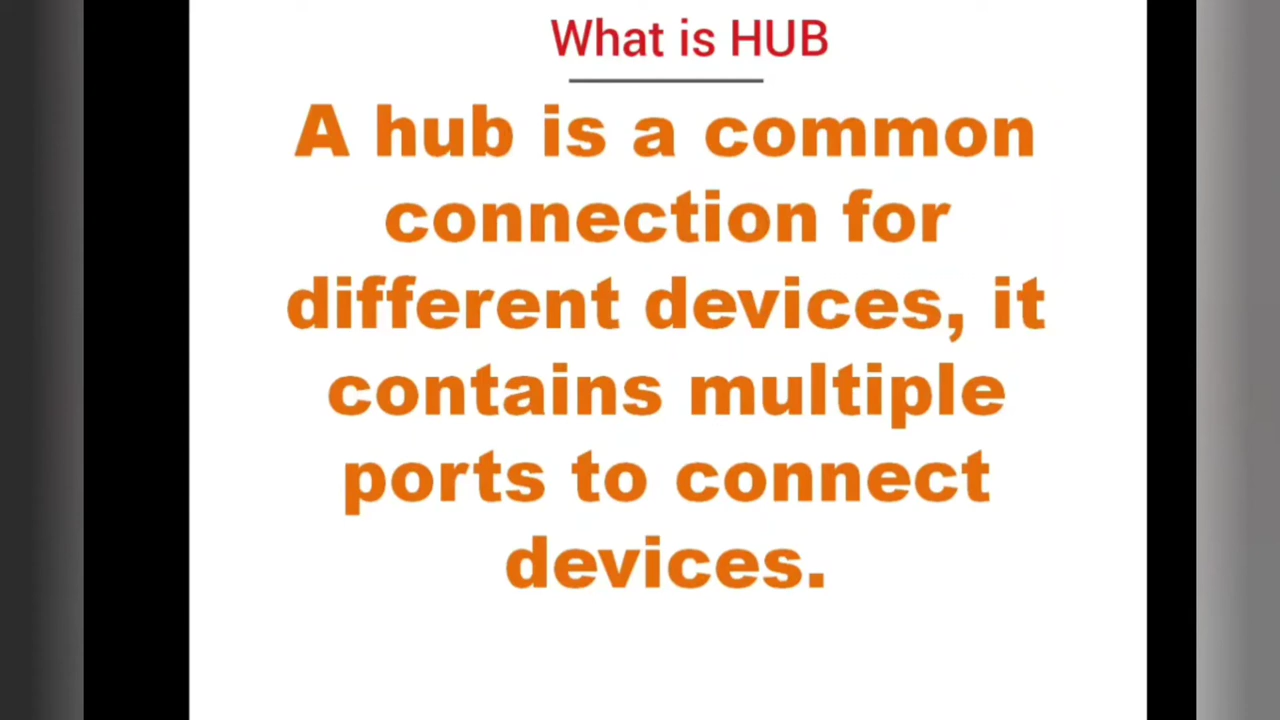 What is HUB
A hub is a common
connection for
different devices, it
contains multiple
ports to connect
devices.